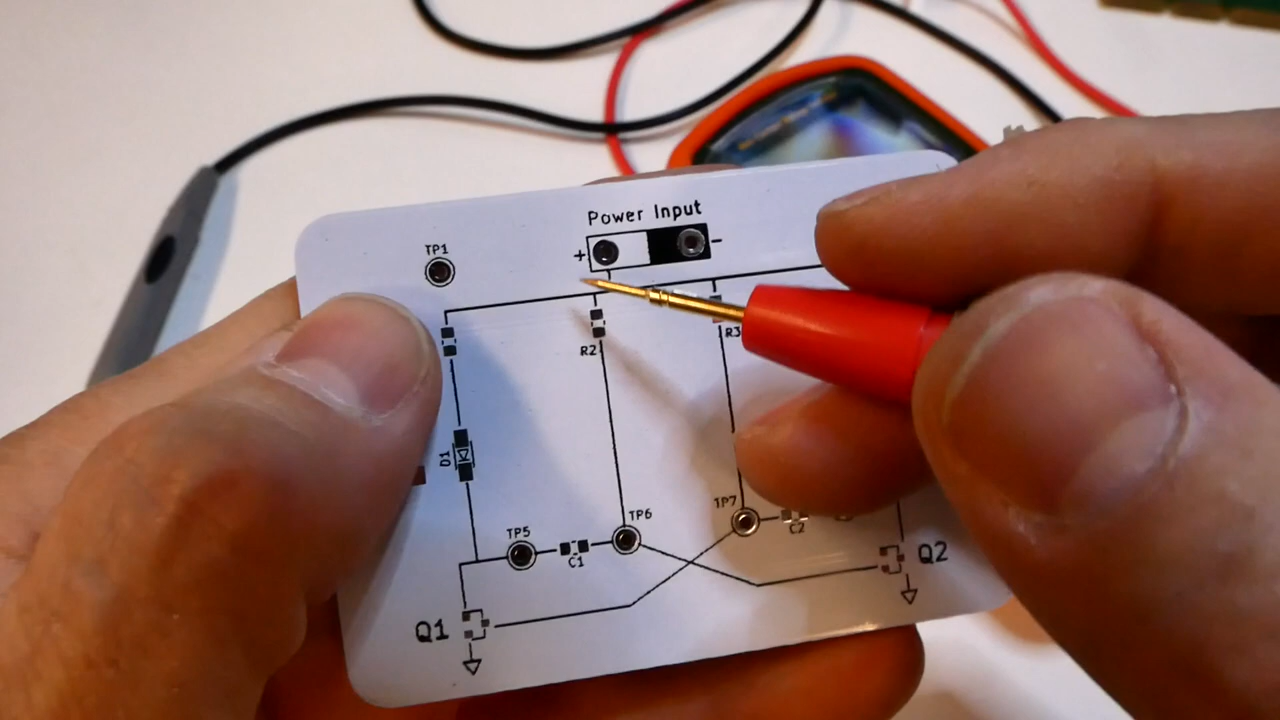 Power Input
TP1
+ -
R2
R3
D1
TP5
TP6
TP7
C1
C2
Q1
Q2